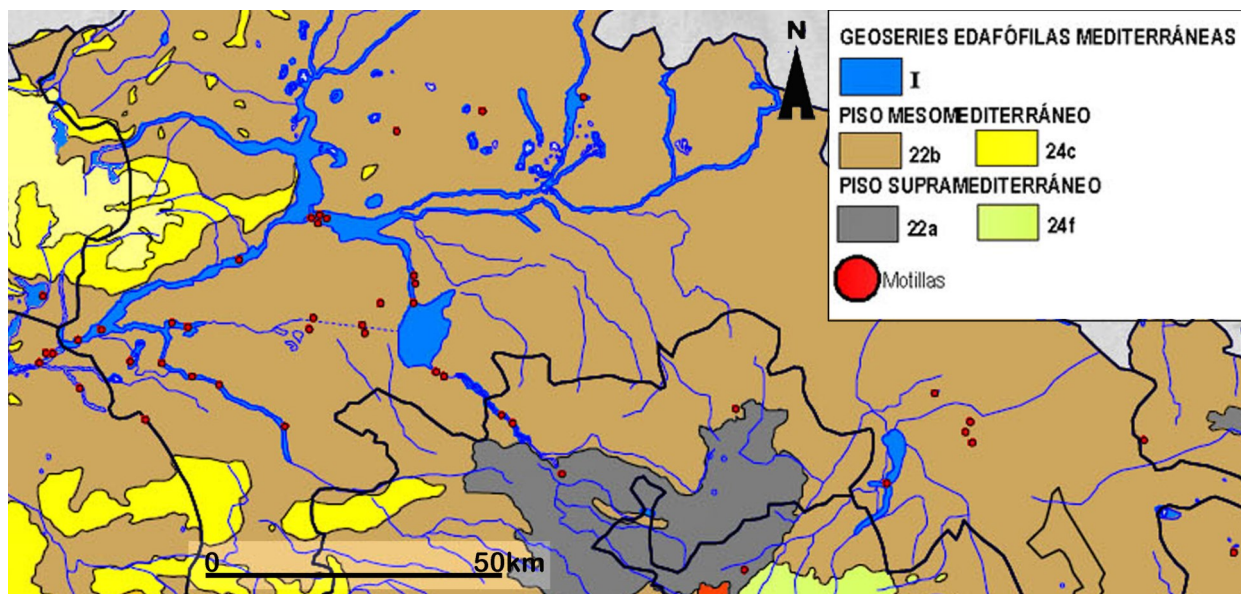 N
GEOSERIES EDAFÓFILAS MEDITERRÁNEAS
I
PISO MESOMEDITERRÁNEO
22b 24c
PISO SUPRAMEDITERRÁNEO
22a 24f
Motillas
0 50km